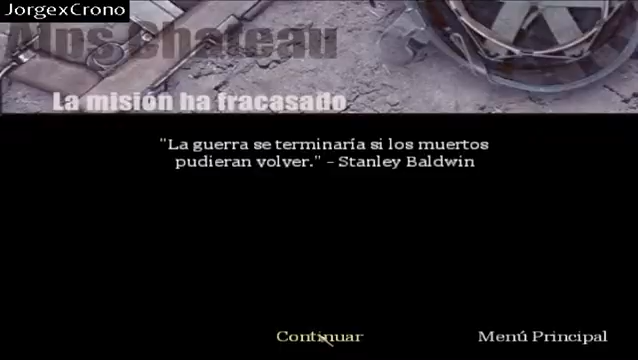 JorgexCrono
Alps Chateau
La misión ha fracasado
"La guerra se terminaría si los muertos
pudieran volver." - Stanley Baldwin
Continuar
Menú Principal